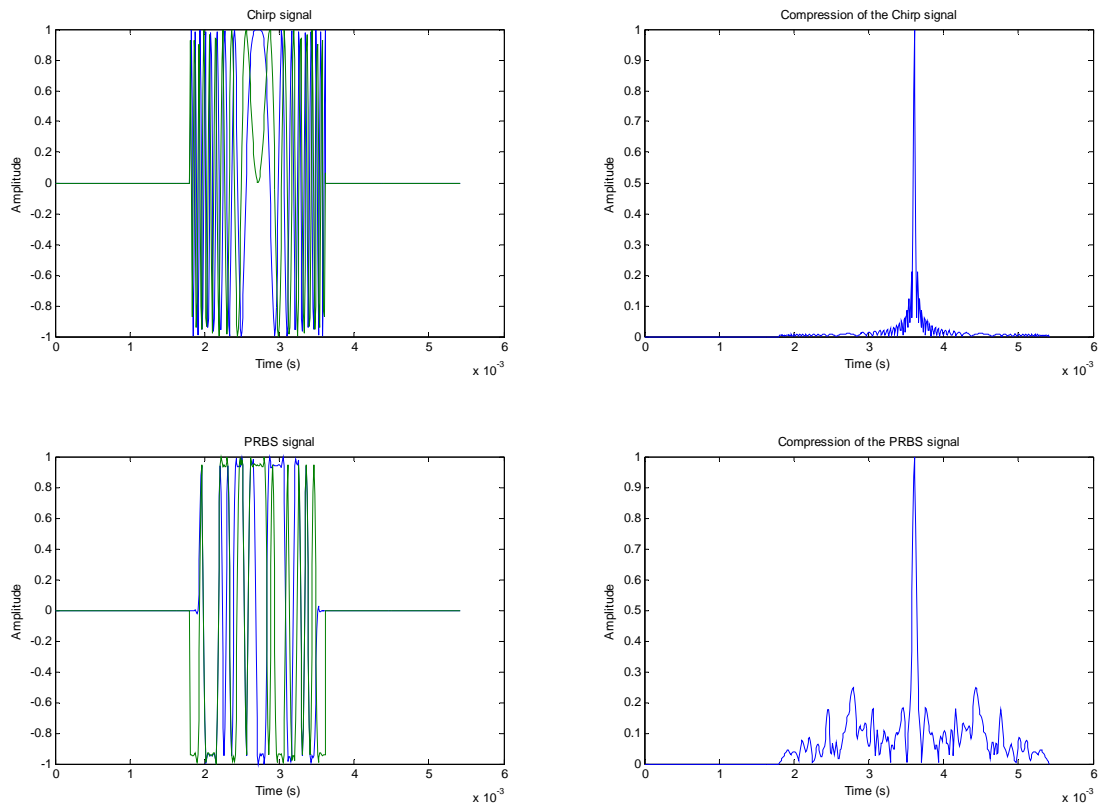 Chirp signal
1
0.8
0.6
0.4
0.2
0
-0.2
-0.4
-0.6
-0.8
-1
Amplitude
0 1 2 3 4 5 6
Time (s)
x 10^-3
Compression of the Chirp signal
1
0.9
0.8
0.7
0.6
0.5
0.4
0.3
0.2
0.1
0
Amplitude
0 1 2 3 4 5 6
Time (s)
x 10^-3
PRBS signal
1
0.8
0.6
0.4
0.2
0
-0.2
-0.4
-0.6
-0.8
-1
Amplitude
0 1 2 3 4 5 6
Time (s)
x 10^-3
Compression of the PRBS signal
1
0.9
0.8
0.7
0.6
0.5
0.4
0.3
0.2
0.1
0
Amplitude
0 1 2 3 4 5 6
Time (s)
x 10^-3